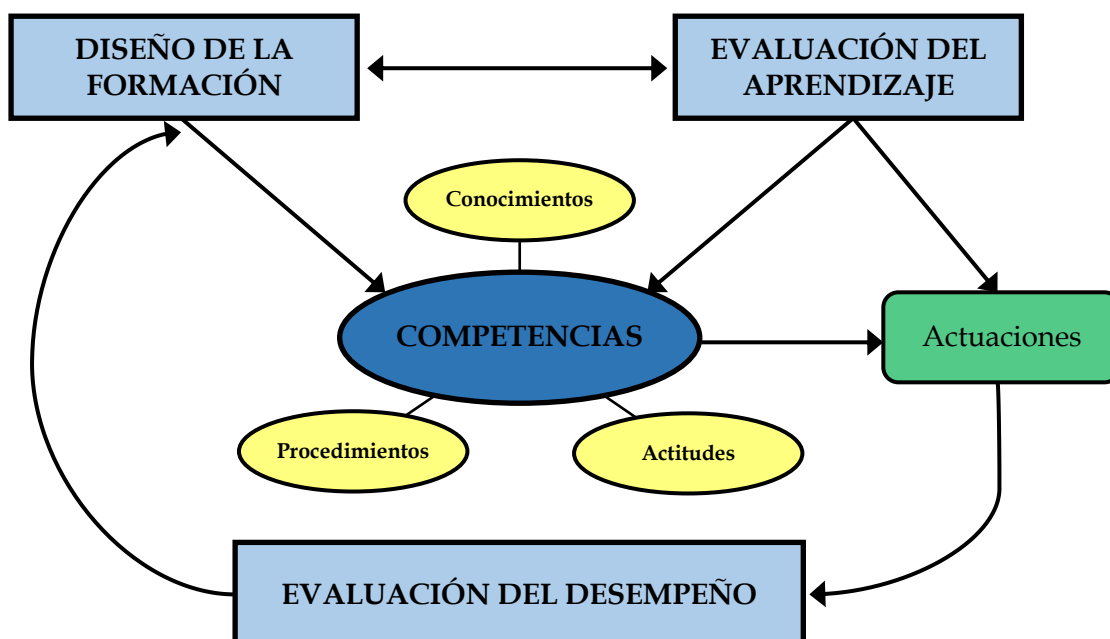 DISEÑO DE LA
FORMACIÓN
EVALUACIÓN DEL
APRENDIZAJE
Conocimientos
COMPETENCIAS
Actuaciones
Procedimientos
Actitudes
EVALUACIÓN DEL DESEMPEÑO